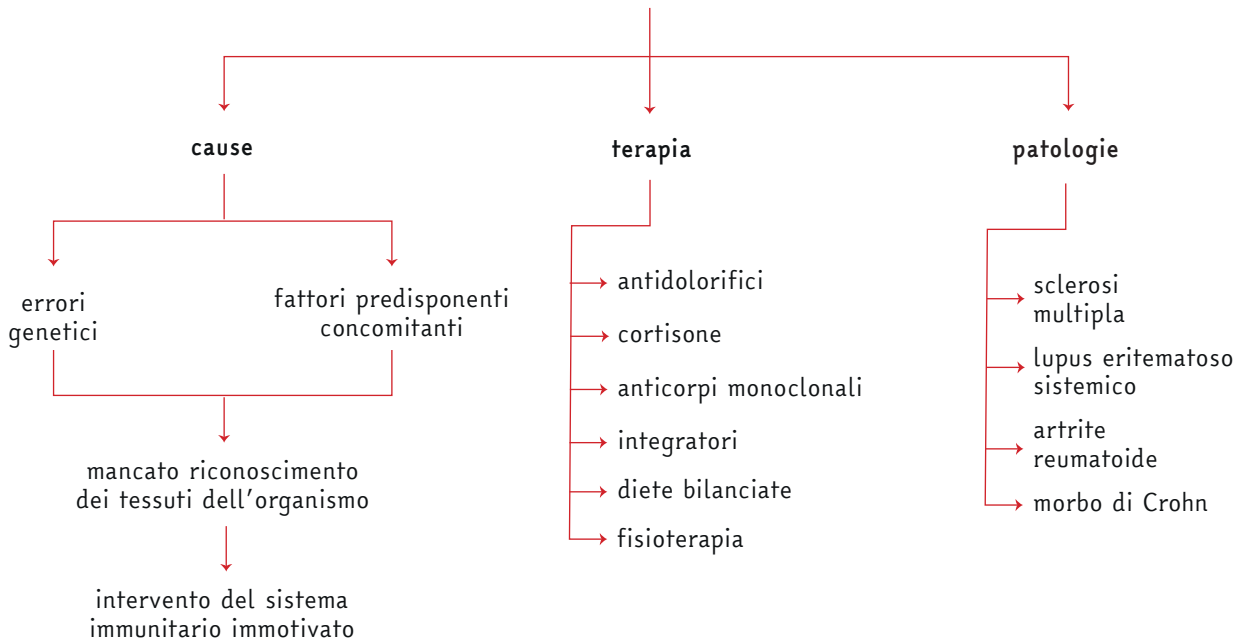 cause
terapia
patologie
errori
genetici
fattori predisponenti
concomitanti
mancato riconoscimento
dei tessuti dell'organismo
intervento del sistema
immunitario immotivato
antidolorifici
cortisone
anticorpi monoclonali
integratori
diete bilanciate
fisioterapia
sclerosi
multipla
lupus eritematoso
sistemico
artrite
reumatoide
morbo di Crohn